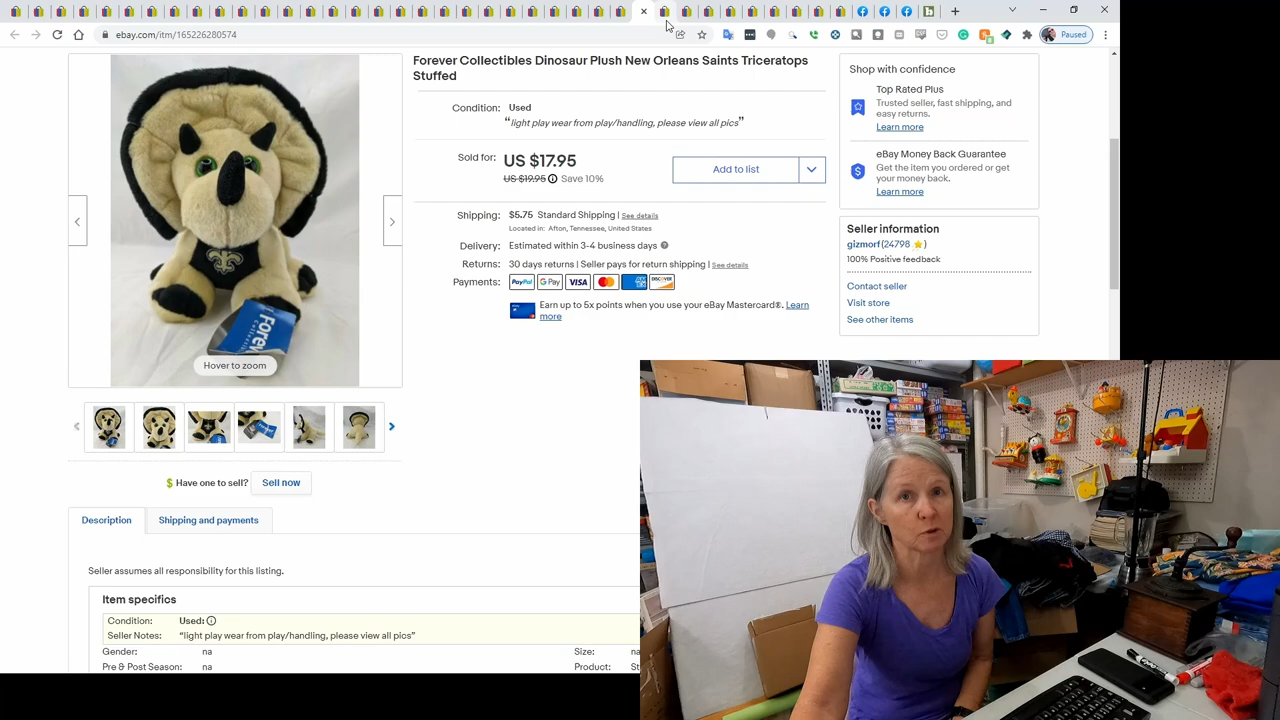 ebay.com/itm/165226280574
Paused
Forever Collectibles Dinosaur Plush New Orleans Saints Triceratops
Stuffed
Condition: Used
“light play wear from play/handling, please view all pics”
Sold for: US $17.95
US $19.95 Save 10%
Add to list
Shipping: $5.75 Standard Shipping | See details
Located in: Afton, Tennessee, United States
Delivery: Estimated within 3-4 business days
Returns: 30 days returns | Seller pays for return shipping | See details
Payments: PayPal G Pay VISA DISCOVER
Earn up to 5x points when you use your eBay Mastercard®. Learn
more
Shop with confidence
Top Rated Plus
Trusted seller, fast shipping, and
easy returns.
Learn more
eBay Money Back Guarantee
Get the item you ordered or get
your money back.
Learn more
Seller information
gizmorf (24798)
100% Positive feedback
Contact seller
Visit store
See other items
Forev
Hover to zoom
$ Have one to sell? Sell now
Description
Shipping and payments
Seller assumes all responsibility for this listing.
Item specifics
Condition: Used:
Seller Notes: “light play wear from play/handling, please view all pics”
Gender: na
Size: na
Pre & Post Season: na
Product: St